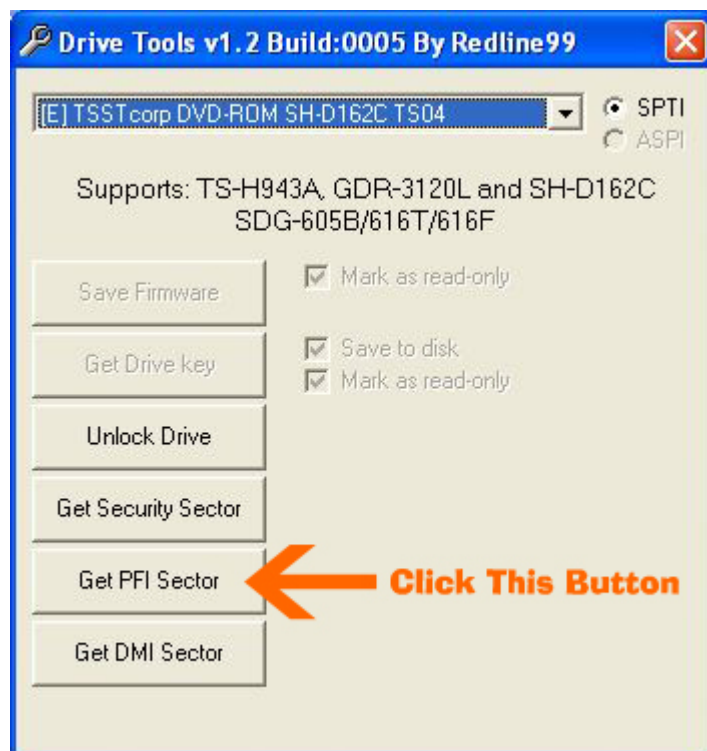 Drive Tools v1.2 Build:0005 By Redline99
[E] TSSTcorp DVD-ROM SH-D162C TS04
SPTI
ASPI
Supports: TS-H943A, GDR-3120L and SH-D162C
SDG-605B/616T/616F
Save Firmware
Mark as read-only
Get Drive key
Save to disk
Mark as read-only
Unlock Drive
Get Security Sector
Get PFI Sector
Click This Button
Get DMI Sector